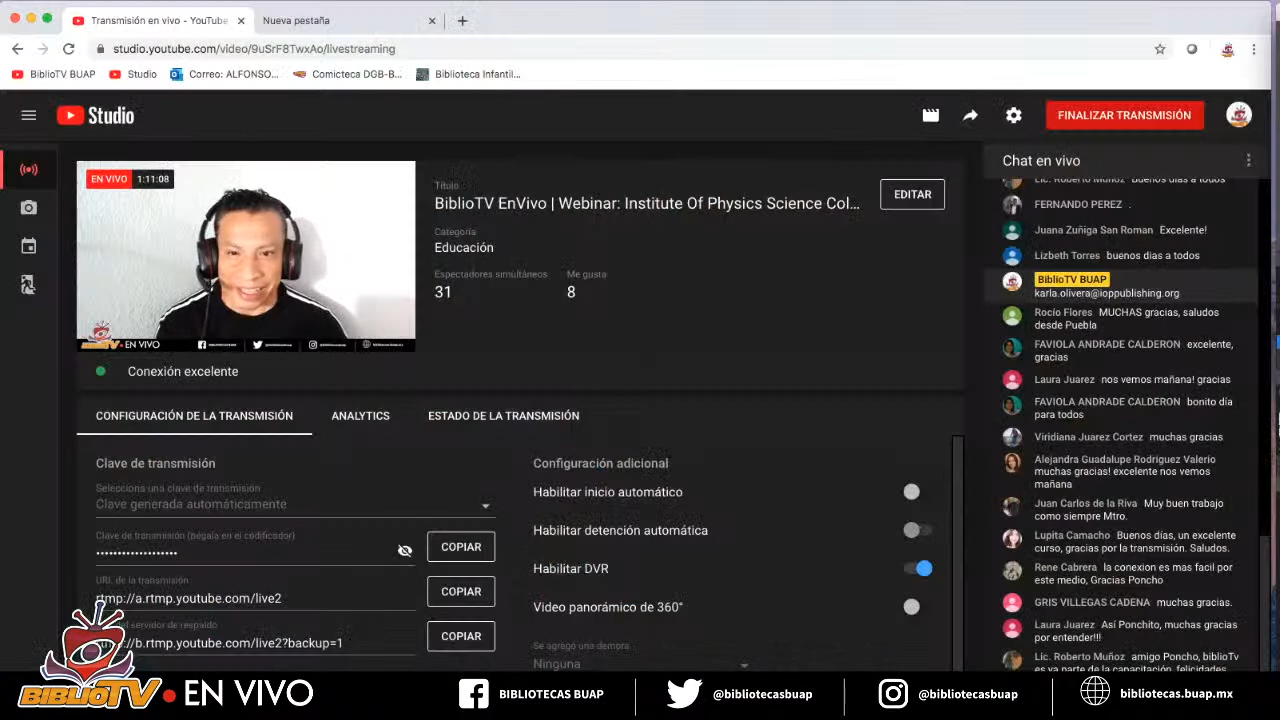 Transmisión en vivo - YouTube
Nueva pestaña
studio.youtube.com/video/9uSrF8TwxAo/livestreaming
BiblioTV BUAP
Studio
Correo: ALFONSO...
Comicteca DGB-B...
Biblioteca Infantil...
Studio
FINALIZAR TRANSMISIÓN
EN VIVO 1:11:08
BIBLIOTV EN VIVO
Título
BiblioTV EnVivo | Webinar: Institute Of Physics Science Col...
EDITAR
Categoría
Educación
Espectadores simultáneos
Me gusta
31
8
Conexión excelente
CONFIGURACIÓN DE LA TRANSMISIÓN
ANALYTICS
ESTADO DE LA TRANSMISIÓN
Clave de transmisión
Selecciona una clave de transmisión
Clave generada automáticamente
Clave de transmisión (pégala en el codificador)
•••••••••••••••••••
COPIAR
URL de la transmisión
rtmp://a.rtmp.youtube.com/live2
COPIAR
del servidor de respaldo
://b.rtmp.youtube.com/live2?backup=1
COPIAR
Configuración adicional
Habilitar inicio automático
Habilitar detención automática
Habilitar DVR
Video panorámico de 360°
Se agregó una demora
Ninguna
Chat en vivo
Lic. Roberto Muñoz buenos días a todos
FERNANDO PEREZ .
Juana Zuñiga San Roman Excelente!
Lizbeth Torres buenos dias a todos
BiblioTV BUAP
karla.olivera@ioppublishing.org
Rocío Flores MUCHAS gracias, saludos
desde Puebla
FAVIOLA ANDRADE CALDERON excelente,
gracias
Laura Juarez nos vemos mañana! gracias
FAVIOLA ANDRADE CALDERON bonito día
para todos
Viridiana Juarez Cortez muchas gracias
Alejandra Guadalupe Rodriguez Valerio
muchas gracias! excelente nos vemos
mañana
Juan Carlos de la Riva Muy buen trabajo
como siempre Mtro.
Lupita Camacho Buenos días, un excelente
curso, gracias por la transmisión. Saludos.
Rene Cabrera la conexion es mas facil por
este medio, Gracias Poncho
GRIS VILLEGAS CADENA muchas gracias.
Laura Juarez Así Ponchito, muchas gracias
por entender!!!
Lic. Roberto Muñoz amigo Poncho, biblioTv
es ya parte de la capacitación, felicidades
BIBLIOTV EN VIVO
BIBLIOTECAS BUAP
@bibliotecasbuap
@bibliotecasbuap
bibliotecas.buap.mx